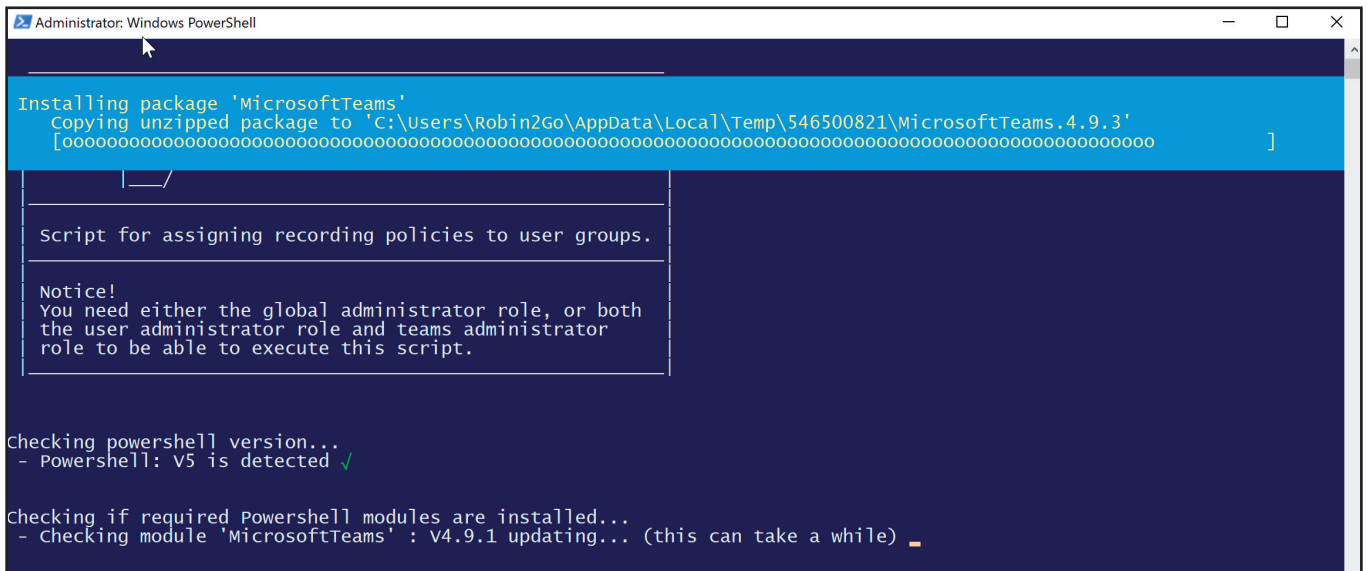 Administrator: Windows PowerShell
Installing package 'MicrosoftTeams'
Copying unzipped package to 'C:\Users\Robin2Go\AppData\Local\Temp\546500821\MicrosoftTeams.4.9.3'
[oooooooooooooooooooooooooooooooooooooooooooooooooooooooooooooooooooooooooooooooooooooooooooooooooo          ]
Script for assigning recording policies to user groups.
Notice!
You need either the global administrator role, or both
the user administrator role and teams administrator
role to be able to execute this script.
Checking powershell version...
- Powershell: V5 is detected √
Checking if required Powershell modules are installed...
- Checking module 'MicrosoftTeams' : V4.9.1 updating... (this can take a while)